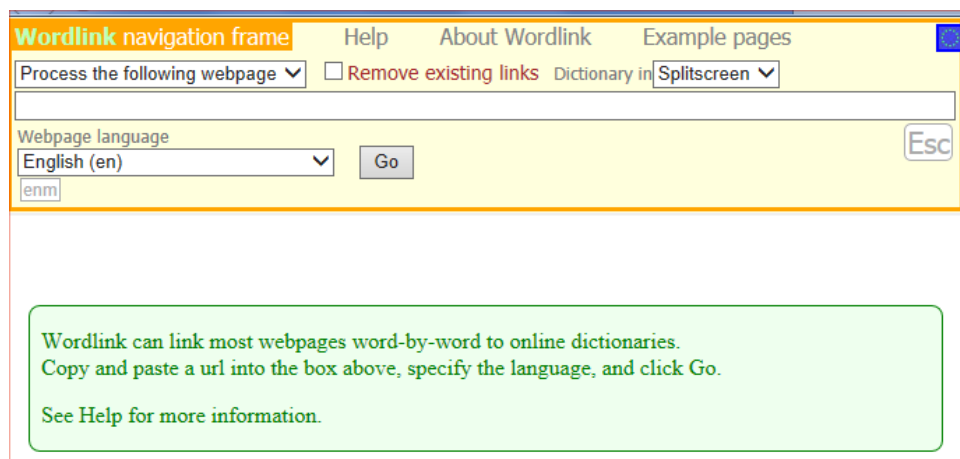 Wordlink navigation frame Help About Wordlink Example pages
Process the following webpage Remove existing links Dictionary in Splitscreen
Webpage language
Esc
English (en) Go
enm
Wordlink can link most webpages word-by-word to online dictionaries.
Copy and paste a url into the box above, specify the language, and click Go.
See Help for more information.